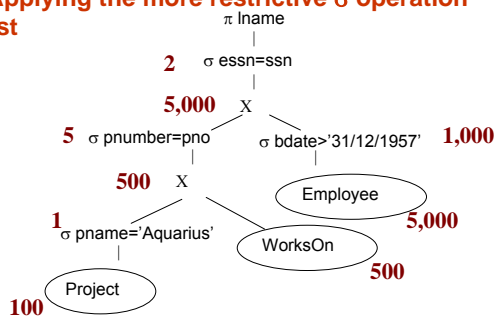 Applying the more restrictive σ operation
st
π lname
2 σ essn=ssn
5,000 X
5 σ pnumber=pno σ bdate>'31/12/1957' 1,000
500 X
Employee
1 σ pname='Aquarius' 5,000
WorksOn
500
Project
100